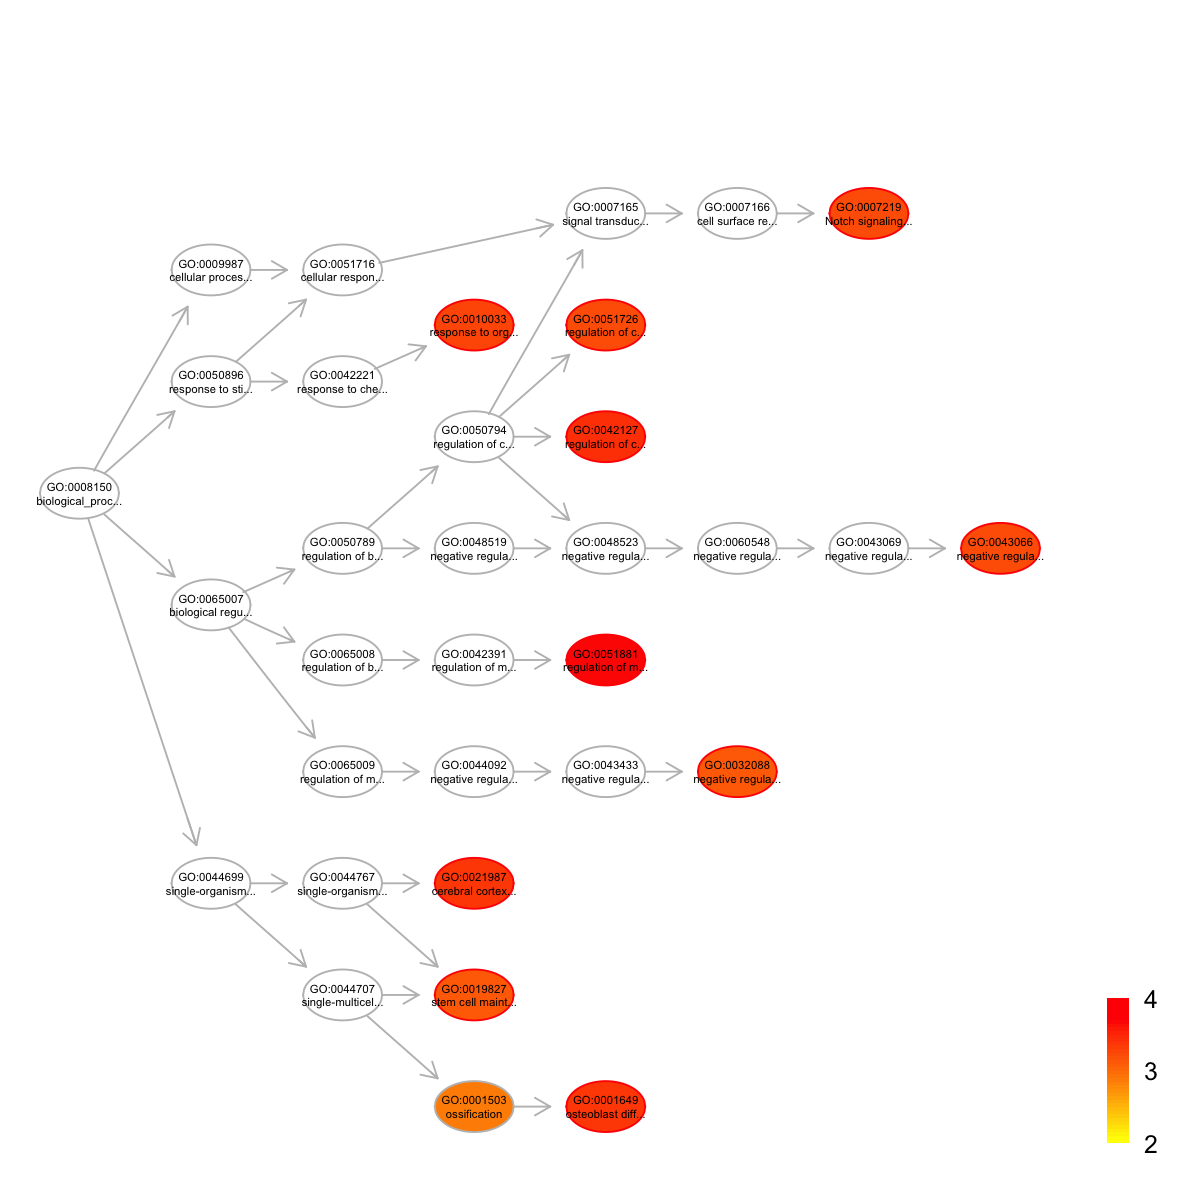 GO:0007165
signal transduc...
GO:0007166
cell surface re...
GO:0007219
Notch signaling...
GO:0009987
cellular proces...
GO:0051716
cellular respon...
GO:0010033
response to org...
GO:0051726
regulation of c...
GO:0050896
response to sti...
GO:0042221
response to che...
GO:0050794
regulation of c...
GO:0042127
regulation of c...
GO:0008150
biological_proc...
GO:0050789
regulation of b...
GO:0048519
negative regula...
GO:0048523
negative regula...
GO:0060548
negative regula...
GO:0043069
negative regula...
GO:0043066
negative regula...
GO:0065007
biological regu...
GO:0065008
regulation of b...
GO:0042391
regulation of m...
GO:0051881
regulation of m...
GO:0065009
regulation of m...
GO:0044092
negative regula...
GO:0043433
negative regula...
GO:0032088
negative regula...
GO:0044699
single-organism...
GO:0044767
single-organism...
GO:0021987
cerebral cortex...
GO:0044707
single-multicel...
GO:0019827
stem cell maint...
GO:0001503
ossification
GO:0001649
osteoblast diff...
4
3
2